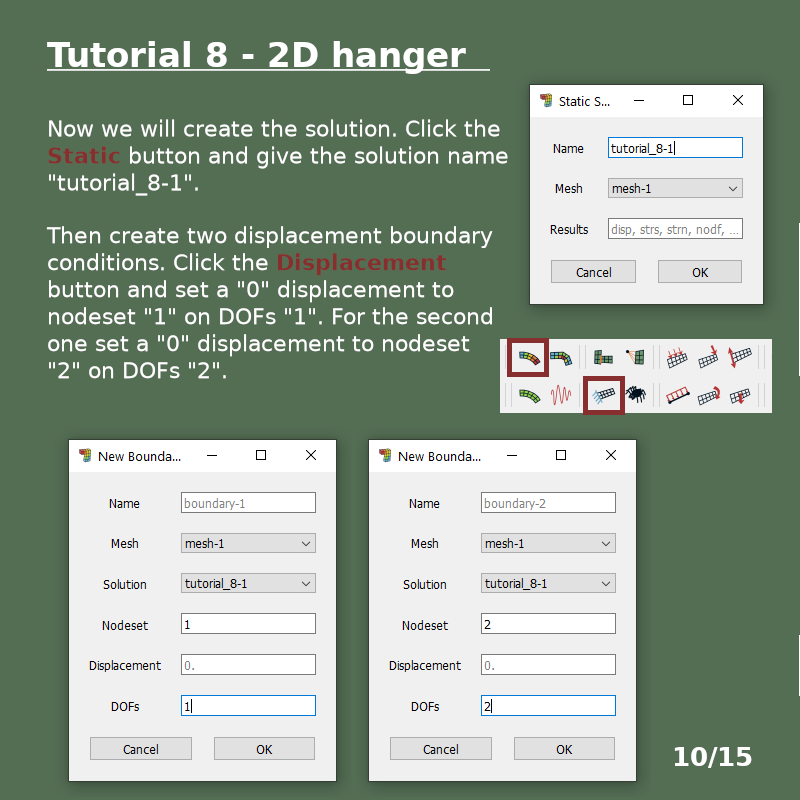 Tutorial 8 - 2D hanger
Now we will create the solution. Click the
Static button and give the solution name
"tutorial_8-1".
Then create two displacement boundary
conditions. Click the Displacement
button and set a "0" displacement to
nodeset "1" on DOFs "1". For the second
one set a "0" displacement to nodeset
"2" on DOFs "2".
Static S...
Name tutorial_8-1
Mesh mesh-1
Results disp, strs, strn, nodf, ...
Cancel OK
New Bounda...
Name boundary-1
Mesh mesh-1
Solution tutorial_8-1
Nodeset 1
Displacement 0.
DOFs 1
Cancel OK
New Bounda...
Name boundary-2
Mesh mesh-1
Solution tutorial_8-1
Nodeset 2
Displacement 0.
DOFs 2
Cancel OK
10/15